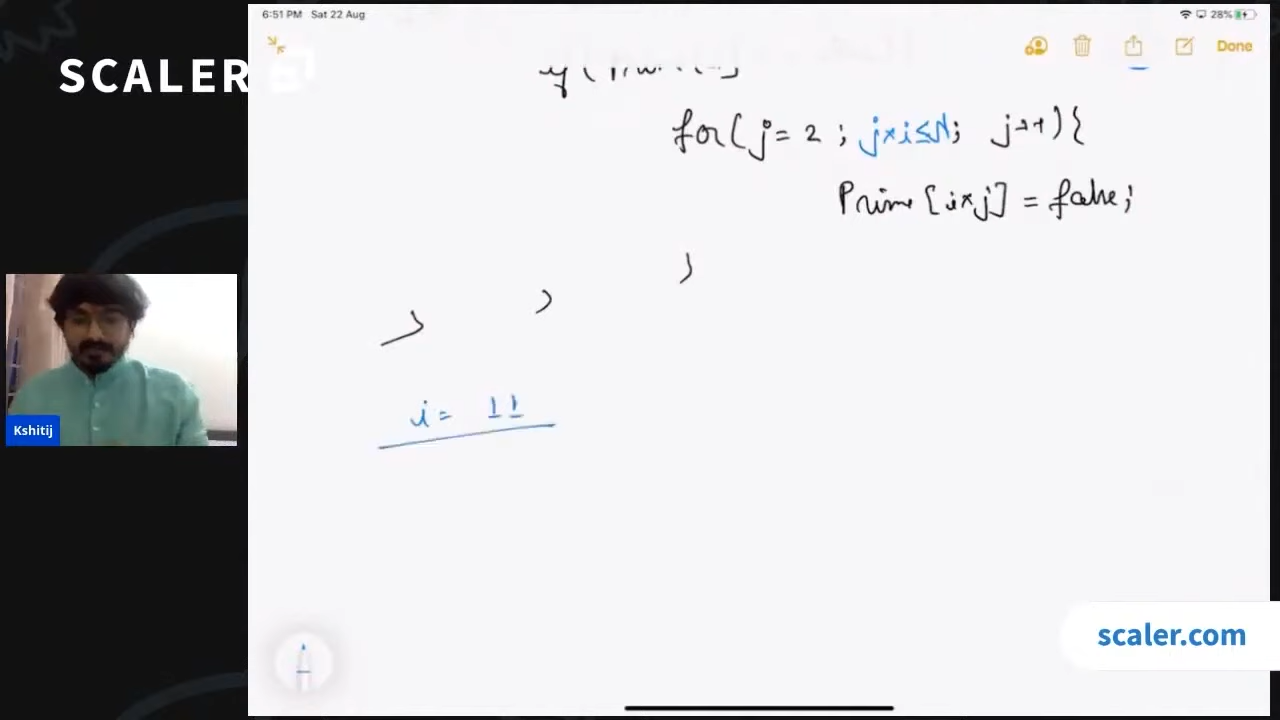 6:51 PM Sat 22 Aug
28%
SCALER
Done
for(j= 2 ; j×i≤N; j++){
Prime[i×j] = false;
}
}
}
Kshitij
i= 11
scaler.com